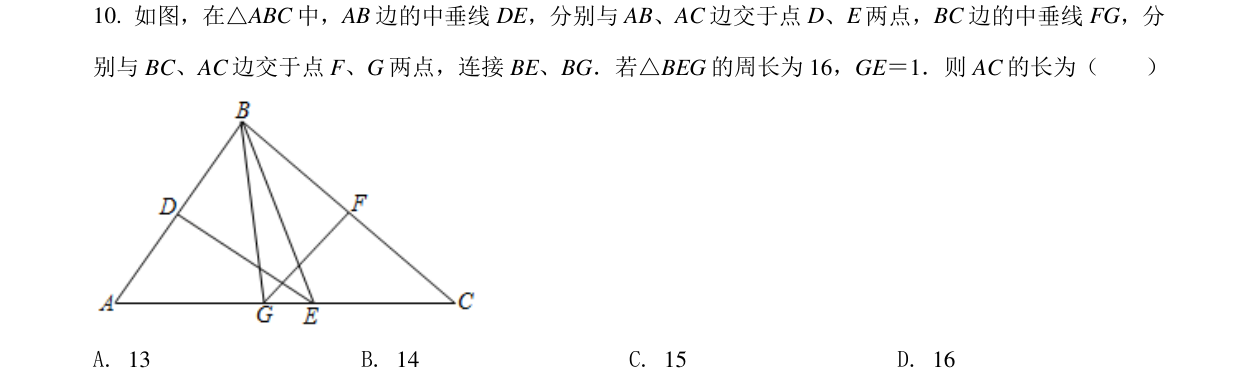 10. 如图，在△ABC中，AB边的中垂线DE，分别与AB、AC边交于点D、E两点，BC边的中垂线FG，分
别与BC、AC边交于点F、G两点，连接BE、BG．若△BEG的周长为16，GE＝1．则AC的长为（　　）
B
D
F
A
G
E
C
A. 13
B. 14
C. 15
D. 16